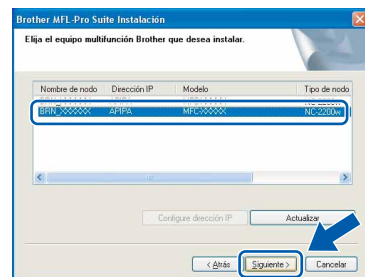 Brother MFL-Pro Suite Instalación
Elija el equipo multifunción Brother que desea instalar.
Nombre de nodo Dirección IP Modelo Tipo de nodo
BRN_XXXXXX APIPA MFC-XXXXX NC-2200w
Configure dirección IP Actualizar
< Atrás Siguiente > Cancelar